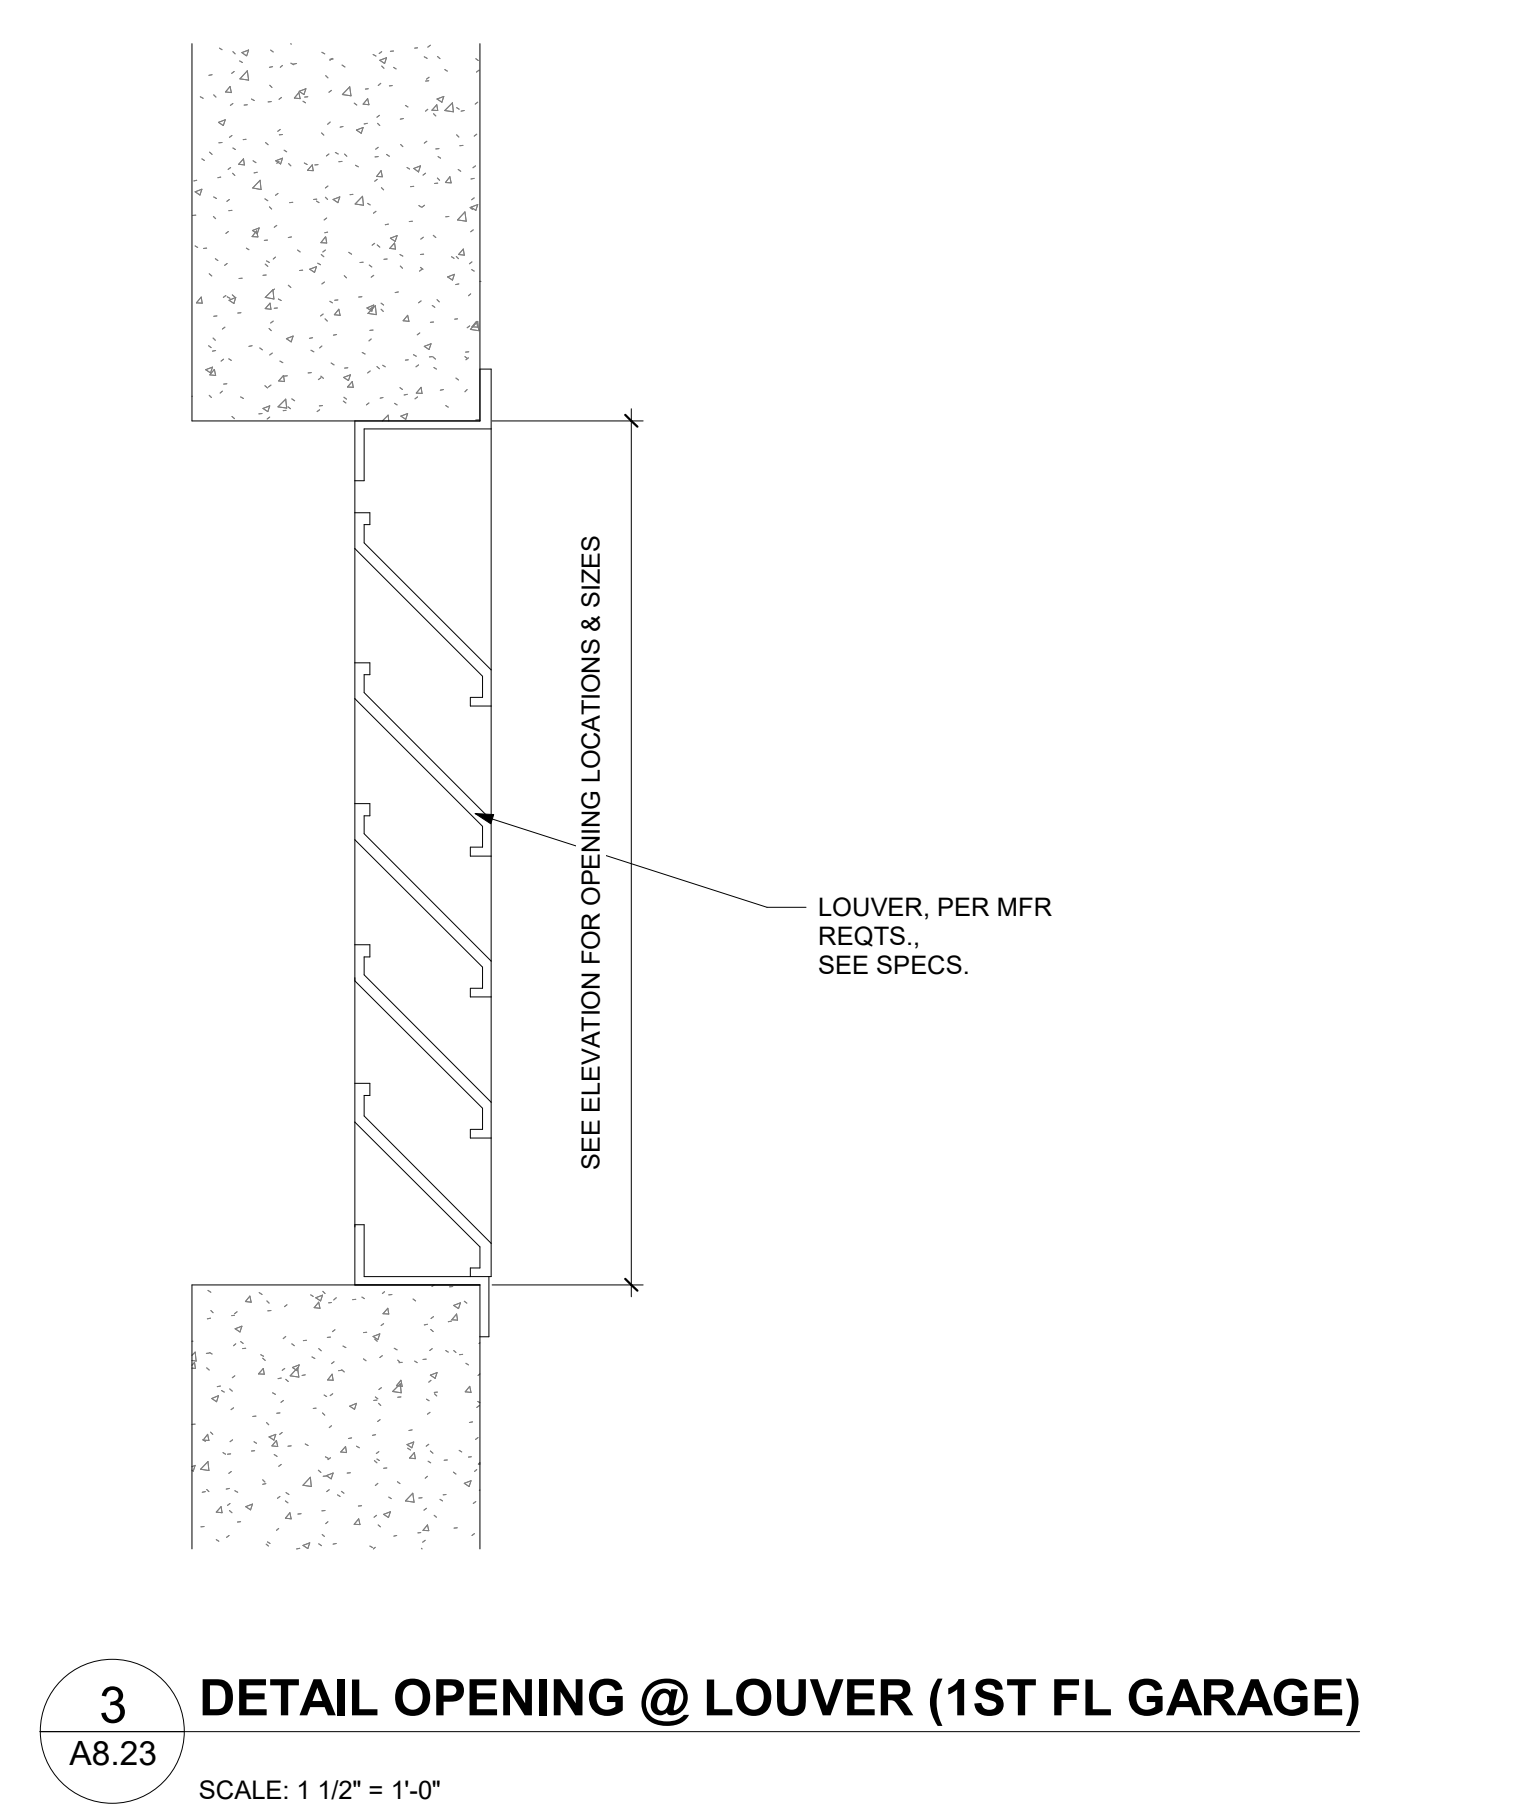 SEE ELEVATION FOR OPENING LOCATIONS & SIZES
LOUVER, PER MFR
REQTS.,
SEE SPECS.
3
A8.23
DETAIL OPENING @ LOUVER (1ST FL GARAGE)
SCALE: 1 1/2" = 1'-0"